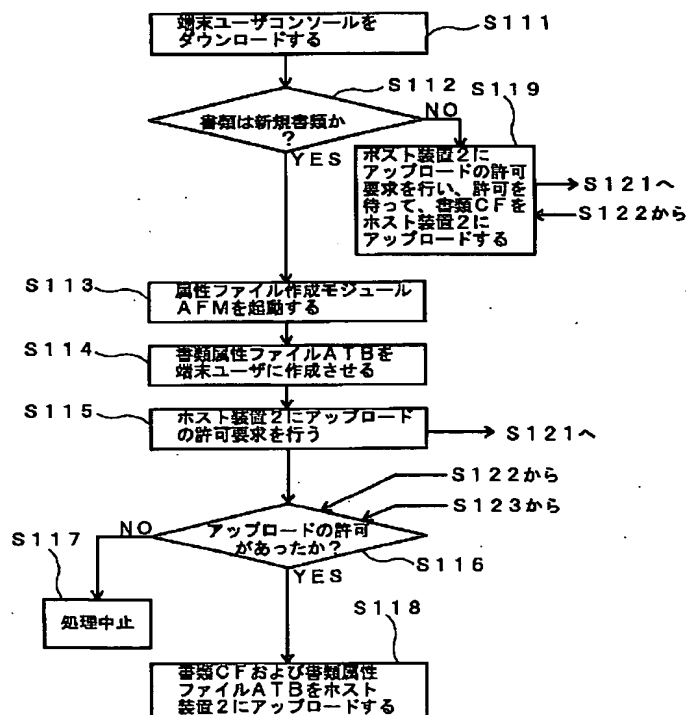 端末ユーザコンソールを
ダウンロードする
S111
S112
書類は新規書類か
?
NO
YES
S119
ホスト装置2に
アップロードの許可
要求を行い、許可を
待って、書類CFを
ホスト装置2に
アップロードする
S121へ
S122から
S113
属性ファイル作成モジュール
AFMを起動する
S114
書類属性ファイルATBを
端末ユーザに作成させる
S115
ホスト装置2にアップロード
の許可要求を行う
S121へ
S122から
S123から
アップロードの許可
があったか?
NO
YES
S116
S117
処理中止
S118
書類CFおよび書類属性
ファイルATBをホスト
装置2にアップロードする